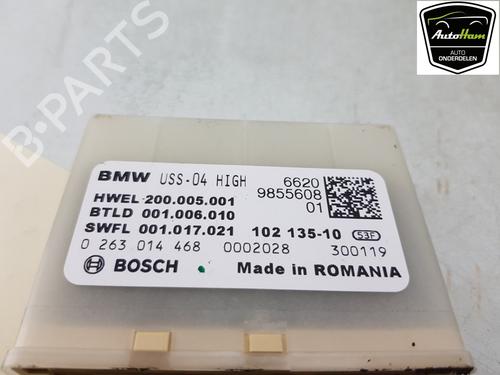 AutoHam
AUTO
ONDERDELEN
B-PARTS
BMW USS-04 HIGH 6620
9855608
01
HWEL 200.005.001
BTLD 001.006.010
SWFL 001.017.021 102 135-10 53F
0 263 014 468 0002028 300119
BOSCH Made in ROMANIA